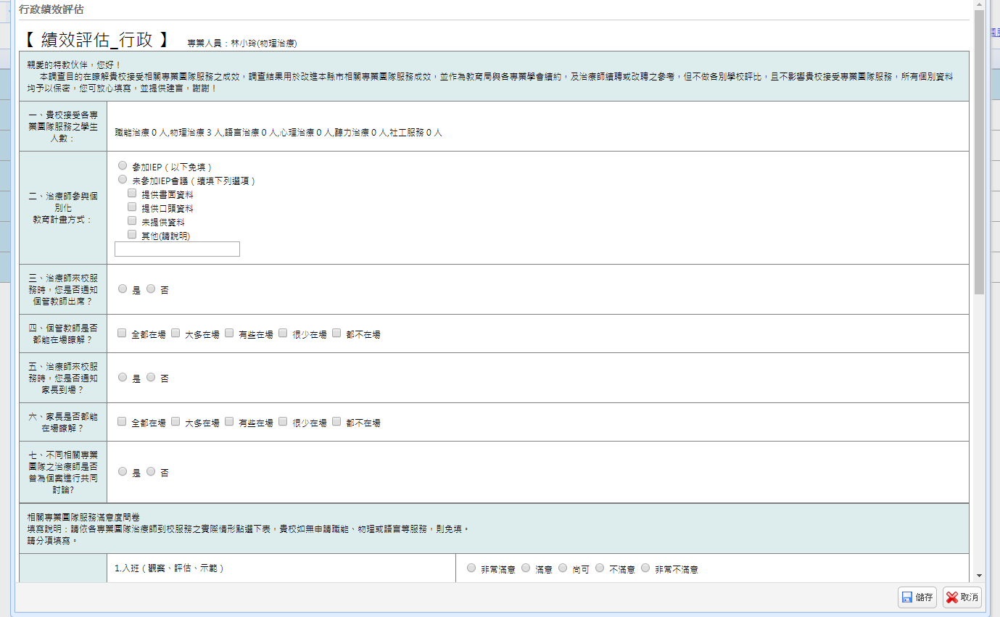 行政績效評估
【 績效評估_行政 】 專業人員：林小玲(物理治療)
親愛的特教伙伴，您好！
本調查目的在瞭解貴校接受相關專業團隊服務之成效，調查結果用於改進本縣市相關專業團隊服務成效，並作為教育局與各專業學會續約，及治療師續聘或改聘之參考，但不做各別學校評比，且不影響貴校接受專業團隊服務，所有個別資料
均予以保密，您可放心填寫，並提供建言，謝謝！
一、貴校接受各專
業團隊服務之學生
人數：
職能治療 0 人,物理治療 3 人,語言治療 0 人,心理治療 0 人,聽力治療 0 人,社工服務 0 人
二、治療師參與個
別化
教育計畫方式：
參加IEP（以下免填）
未參加IEP會議（續填下列選項）
提供書面資料
提供口頭資料
未提供資料
其他(請說明)
三、治療師來校服
務時，您是否通知
個管教師出席？
是 否
四、個管教師是否
都能在場瞭解？
全都在場 大多在場 有些在場 很少在場 都不在場
五、治療師來校服
務時，您是否通知
家長到場？
是 否
六、家長是否都能
在場瞭解？
全都在場 大多在場 有些在場 很少在場 都不在場
七、不同相關專業
團隊之治療師是否
曾為個案進行共同
討論?
是 否
相關專業團隊服務滿意度問卷
填寫說明：請依各專業團隊治療師到校服務之實際情形點選下表，貴校如無申請職能、物理或語言等服務，則免填。
請分項填寫。
1.入班（觀察、評估、示範）
非常滿意 滿意 尚可 不滿意 非常不滿意
儲存 取消